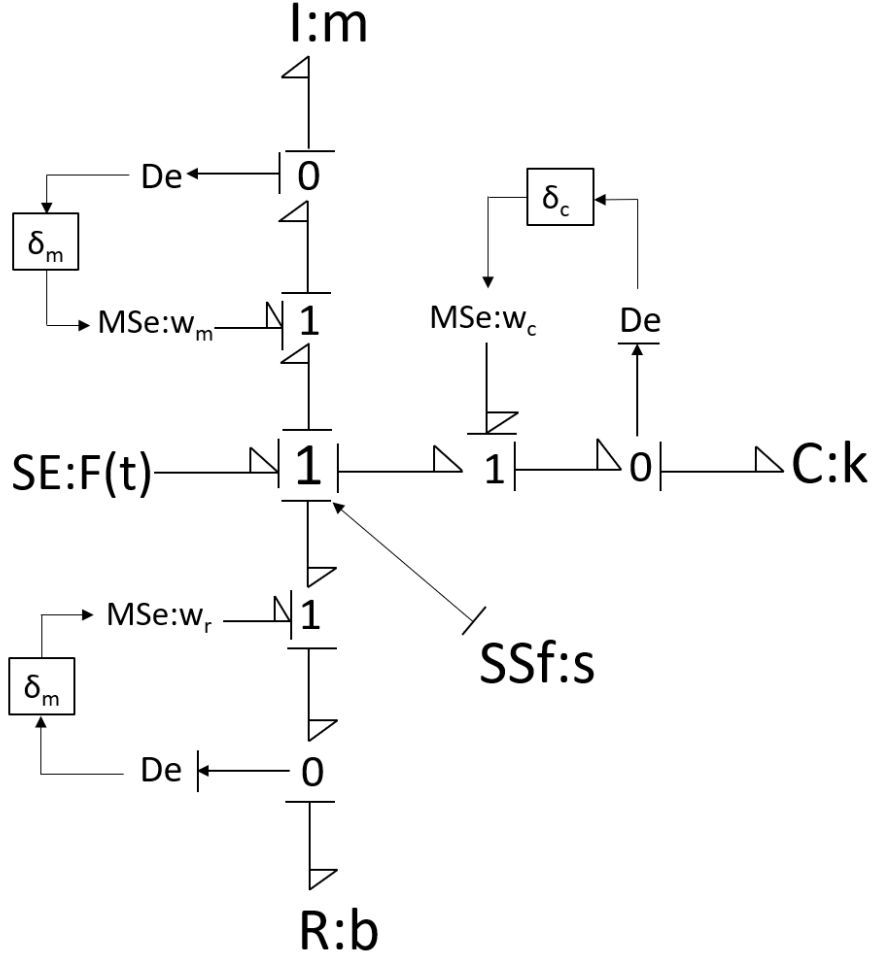 I:m
0
De
δc
δm
MSe:wm
1
MSe:wc
De
SE:F(t)
1
1
0
C:k
MSe:wr
1
SSf:s
δm
De
0
R:b